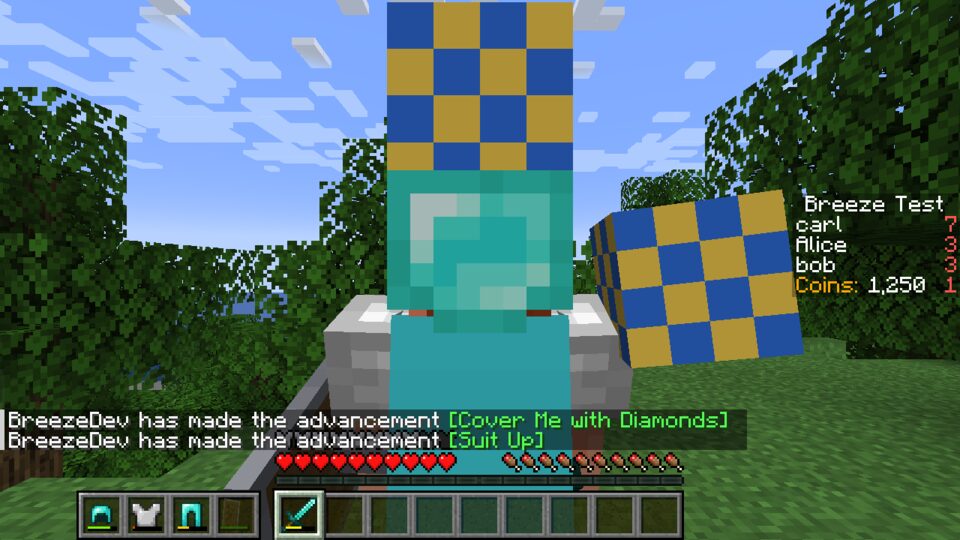 Breeze Test
carl 7
Alice 3
bob 3
Coins: 1,250 1
BreezeDev has made the advancement [Cover Me with Diamonds]
BreezeDev has made the advancement [Suit Up]